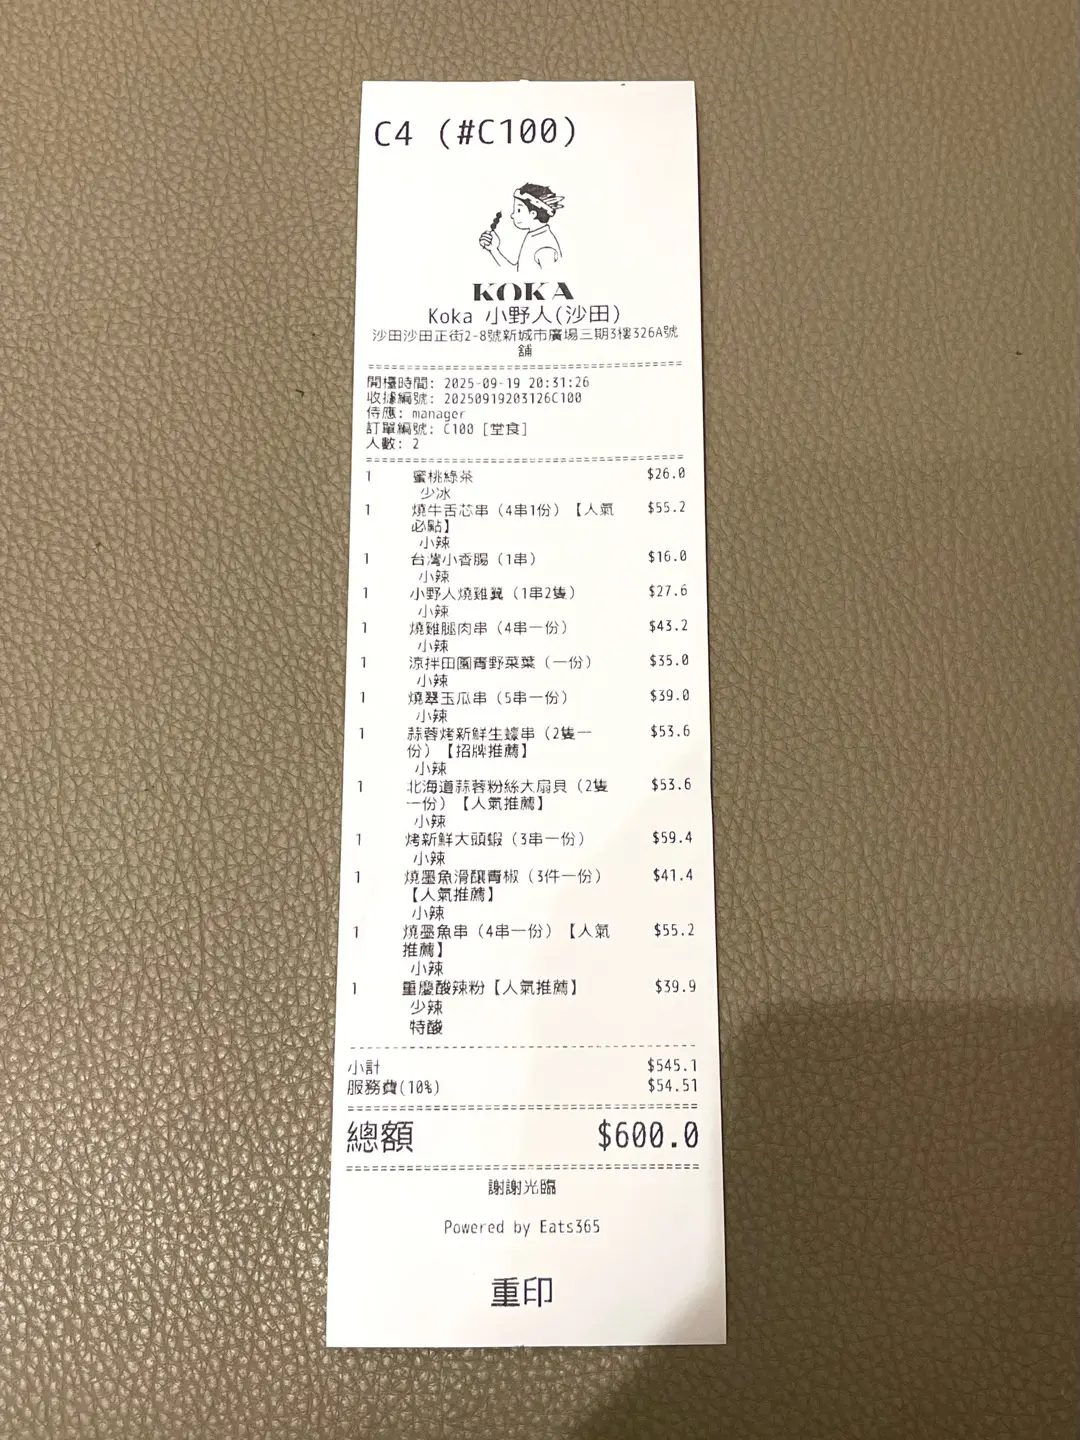 C4 (#C100)
KOKA
Koka 小野人(沙田)
沙田沙田正街2-8號新城市廣場三期3樓326A號
舖
開檯時間: 2025-09-19 20:31:26
收據編號: 20250919203126C100
侍應: manager
訂單編號: C100 [堂食]
人數: 2
1 蜜桃綠茶 $26.0
少冰
1 燒牛舌芯串（4串1份）【人氣 $55.2
必點】
小辣
1 台灣小香腸（1串） $16.0
小辣
1 小野人燒雞翼（1串2隻） $27.6
小辣
1 燒雞腿肉串（4串一份） $43.2
小辣
1 涼拌田園青野菜葉（一份） $35.0
小辣
1 燒翠玉瓜串（5串一份） $39.0
小辣
1 蒜蓉烤新鮮生蠔串（2隻一 $53.6
份）【招牌推薦】
小辣
1 北海道蒜蓉粉絲大扇貝（2隻 $53.6
一份）【人氣推薦】
小辣
1 烤新鮮大頭蝦（3串一份） $59.4
小辣
1 燒墨魚滑釀青椒（3件一份） $41.4
【人氣推薦】
小辣
1 燒墨魚串（4串一份）【人氣 $55.2
推薦】
小辣
1 重慶酸辣粉【人氣推薦】 $39.9
少辣
特酸
小計 $545.1
服務費(10%) $54.51
總額 $600.0
謝謝光臨
Powered by Eats365
重印